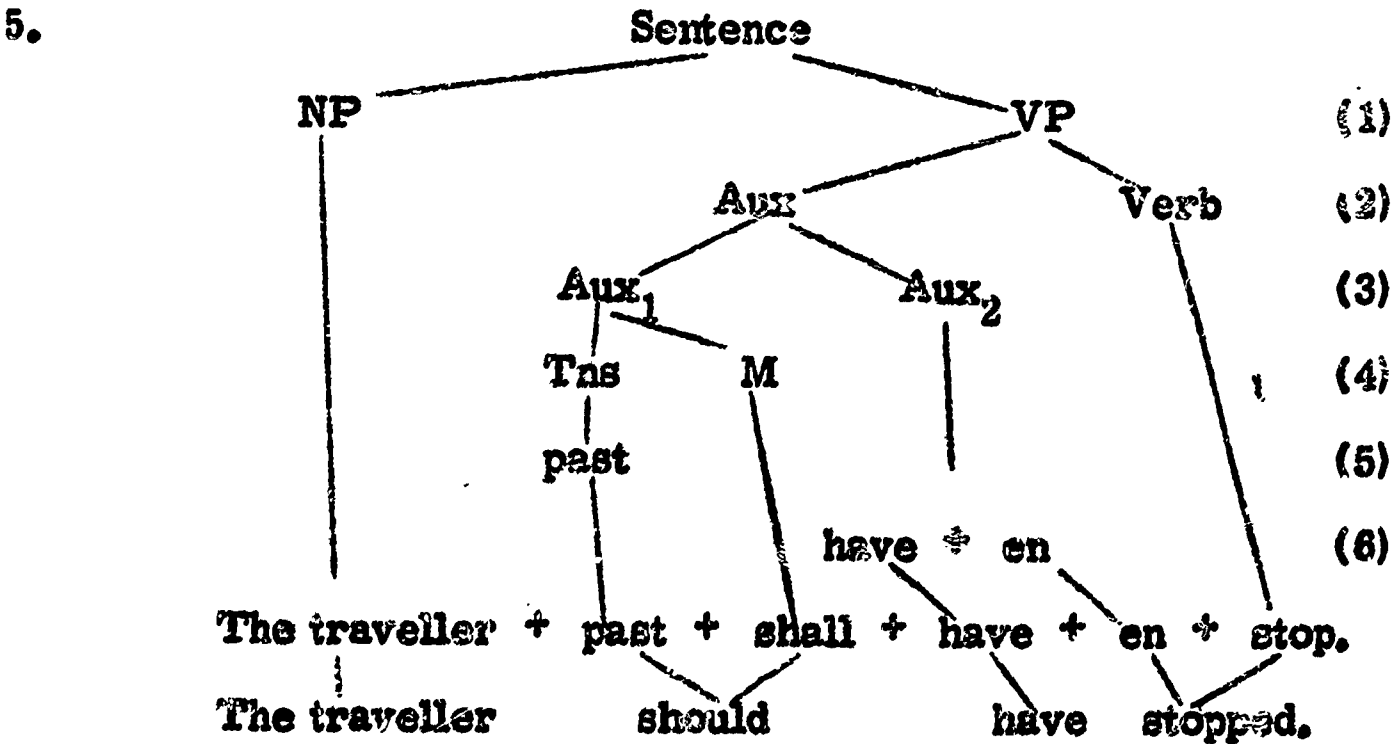 5. Sentence
NP VP (1)
Aux Verb (2)
Aux1 Aux2 (3)
Tns M (4)
past (5)
have + en (6)
The traveller + past + shall + have + en + stop.
The traveller should have stopped.